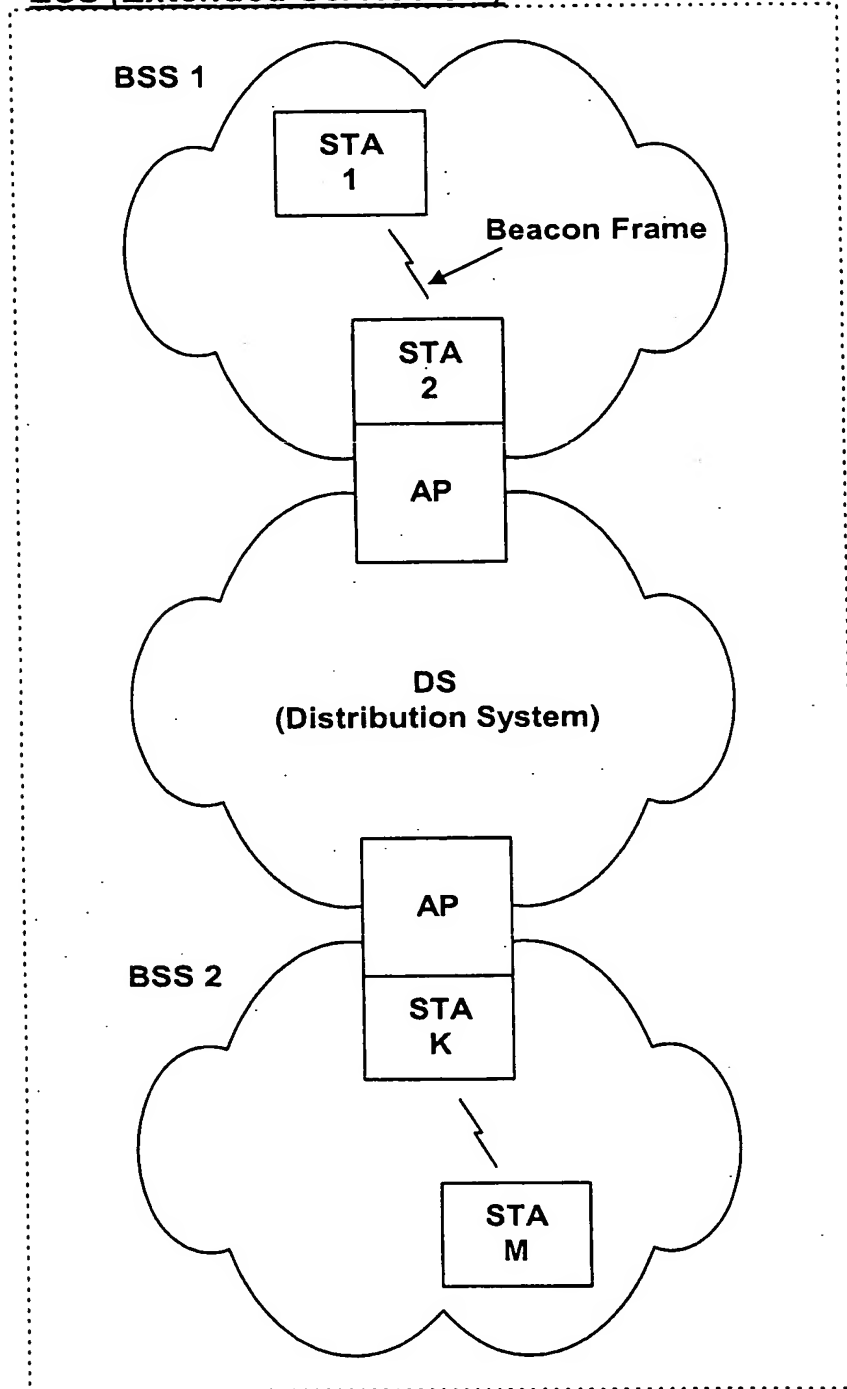 BSS 1
STA
1
Beacon Frame
STA
2
AP
DS
(Distribution System)
AP
BSS 2
STA
K
STA
M